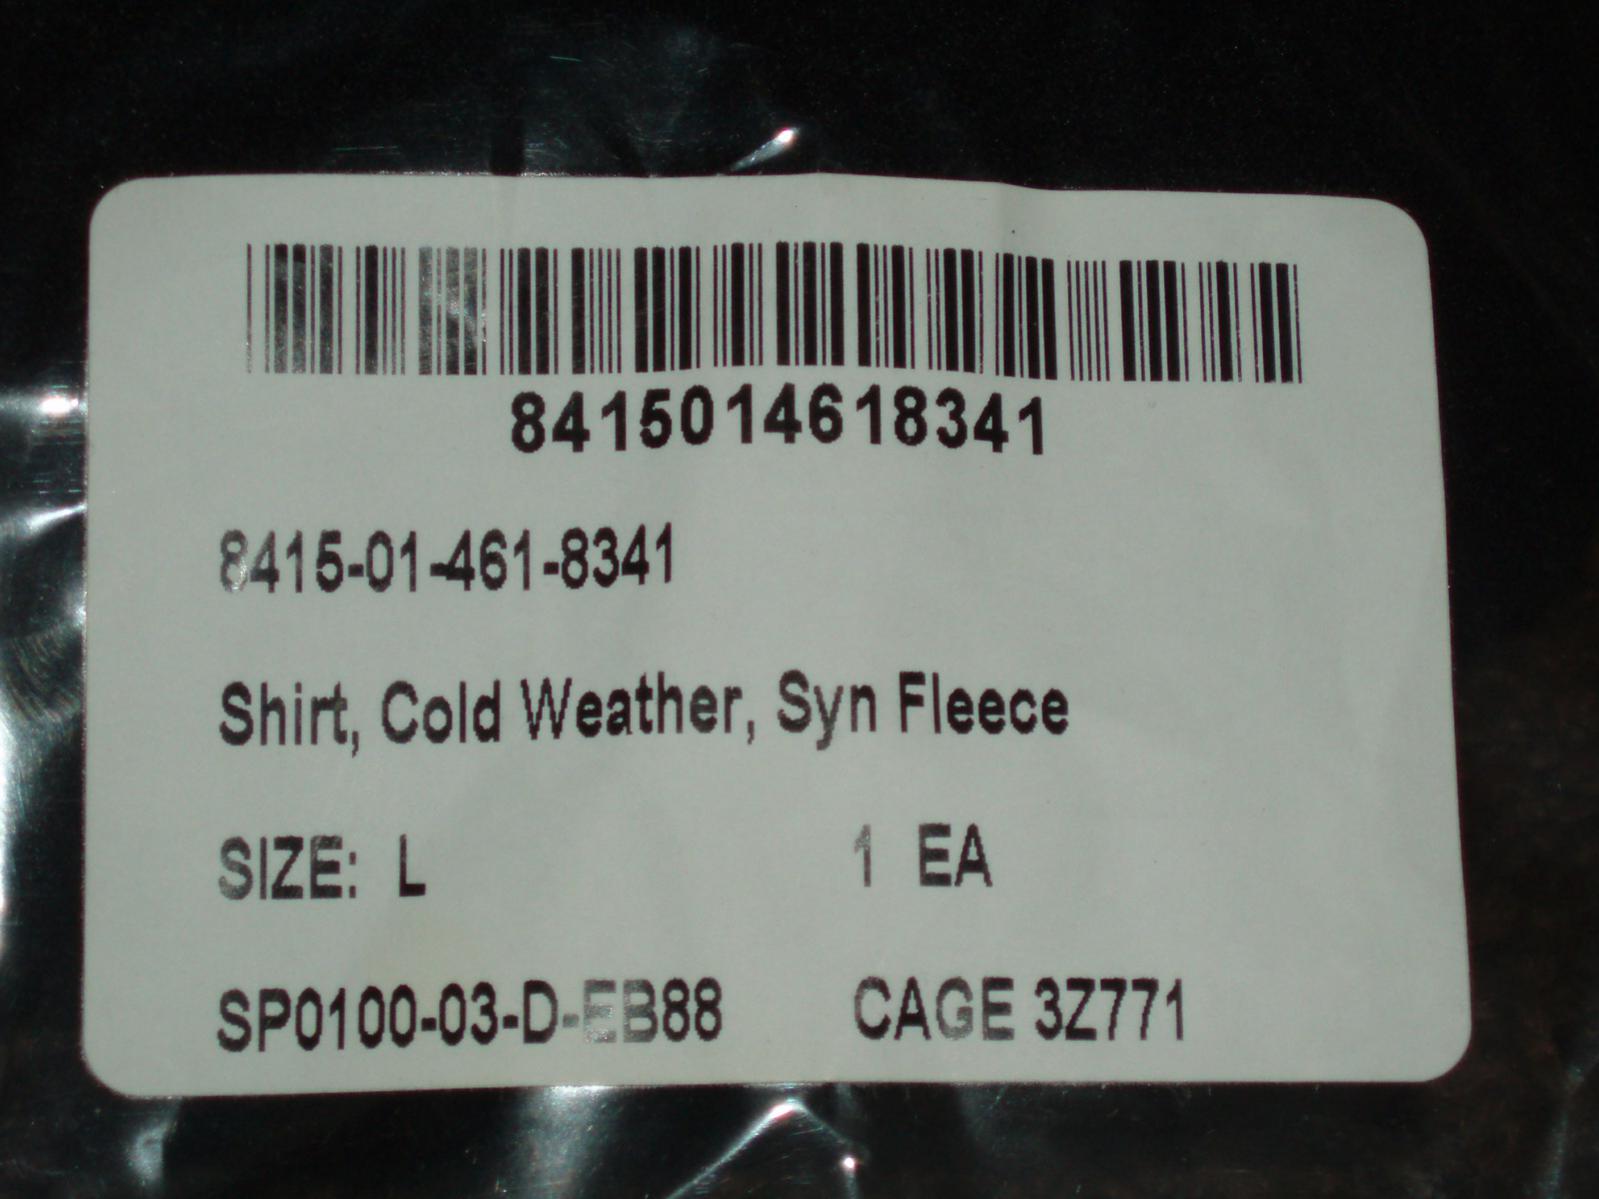 8415014618341
8415-01-461-8341
Shirt, Cold Weather, Syn Fleece
SIZE: L 1 EA
SP0100-03-D-EB88 CAGE 3Z771